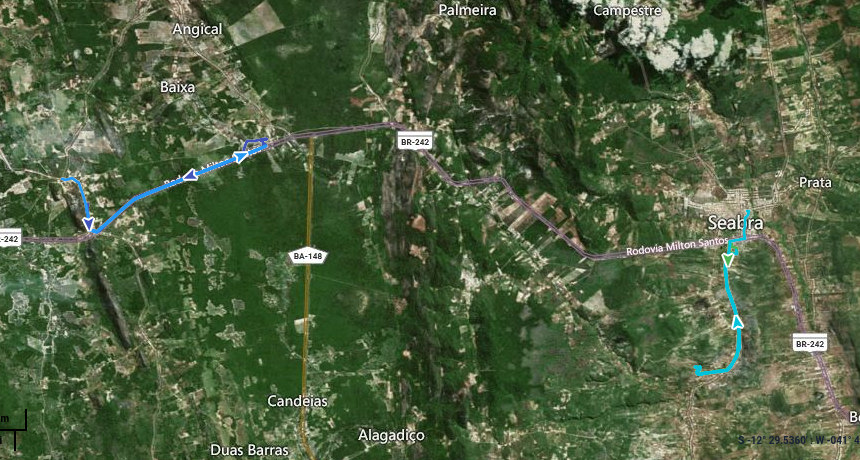 Palmeira
Campestre
Angical
Baixa
BR-242
Prata
Seabra
-242
Rodovia Milton Santos
BA-148
BR-242
Candeias
m
Alagadiço
Duas Barras
S -12° 29.5360' : W -041° 4